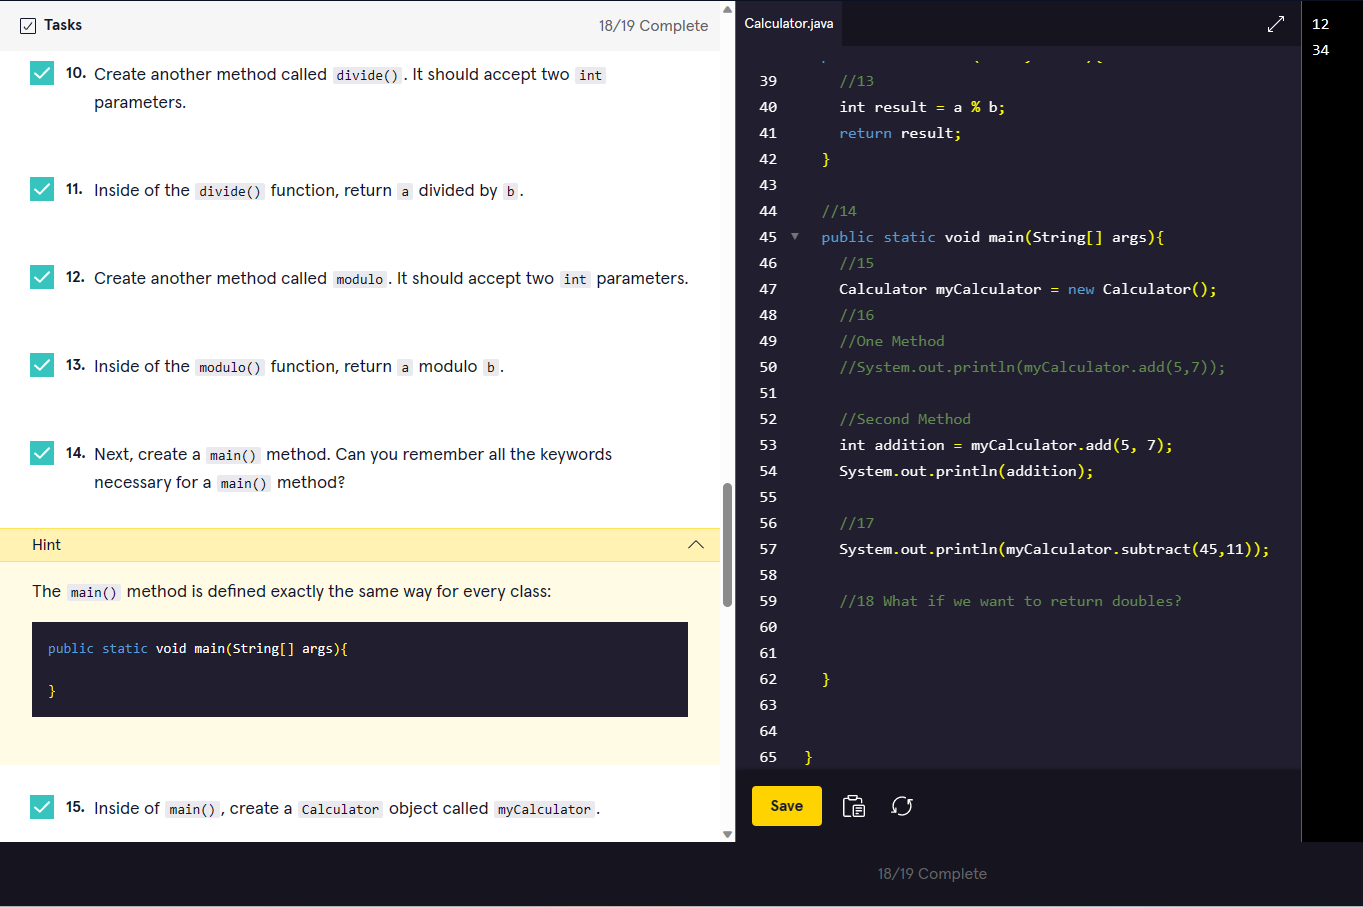 Tasks
18/19 Complete
10. Create another method called divide(). It should accept two int
parameters.
11. Inside of the divide() function, return a divided by b.
12. Create another method called modulo. It should accept two int parameters.
13. Inside of the modulo() function, return a modulo b.
14. Next, create a main() method. Can you remember all the keywords
necessary for a main() method?
Hint
The main() method is defined exactly the same way for every class:
public static void main(String[] args){
}
15. Inside of main(), create a Calculator object called myCalculator.
Calculator.java
39 //13
40 int result = a % b;
41 return result;
42 }
43
44 //14
45 public static void main(String[] args){
46 //15
47 Calculator myCalculator = new Calculator();
48 //16
49 //One Method
50 //System.out.println(myCalculator.add(5,7));
51
52 //Second Method
53 int addition = myCalculator.add(5, 7);
54 System.out.println(addition);
55
56 //17
57 System.out.println(myCalculator.subtract(45,11));
58
59 //18 What if we want to return doubles?
60
61
62 }
63
64
65 }
Save
12
34
18/19 Complete